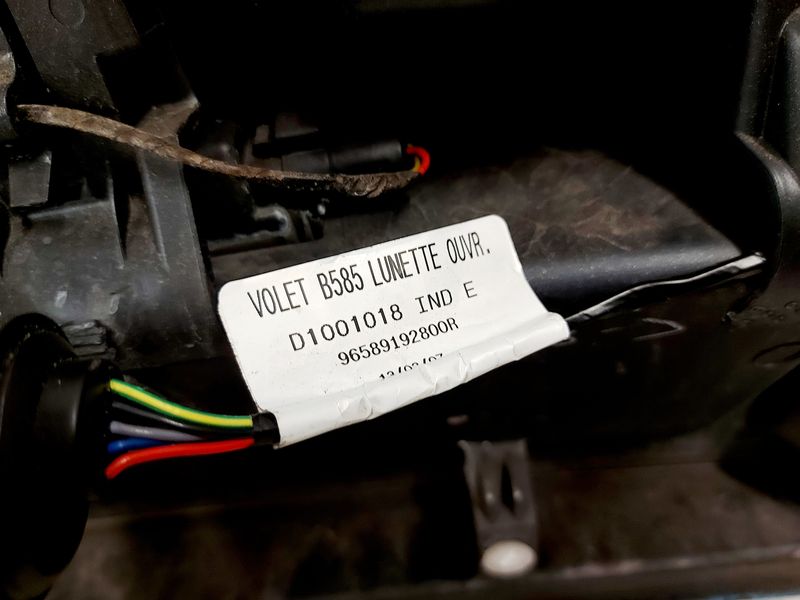 VOLET B585 LUNETTE OUVR.
D1001018 IND E
96589192800R